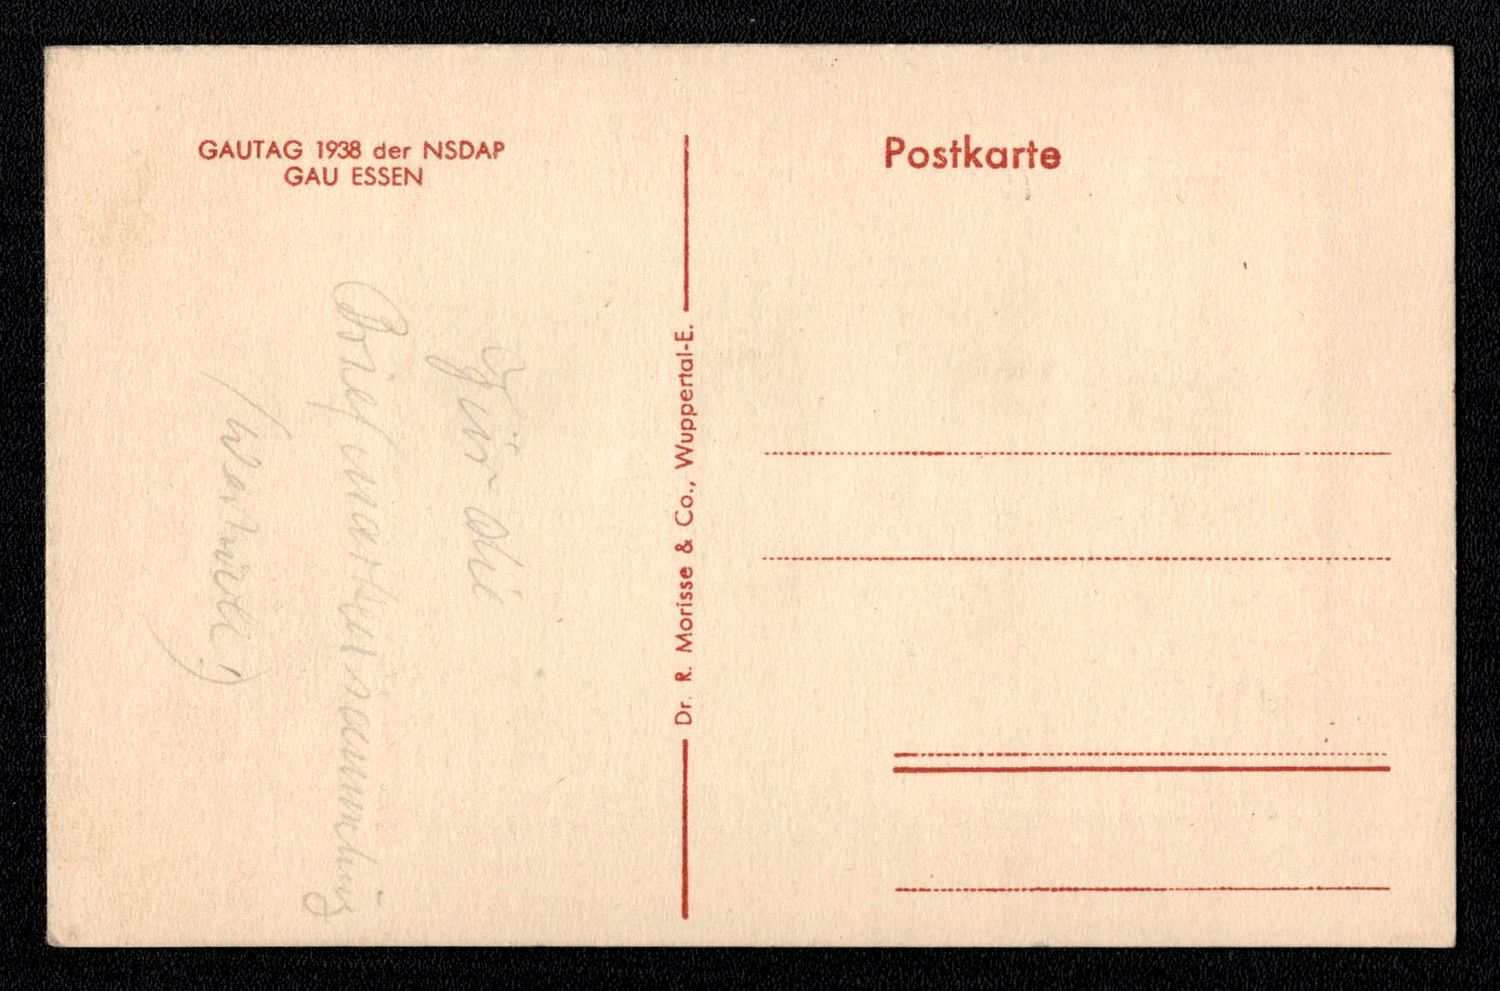 GAUTAG 1938 der NSDAP
GAU ESSEN
Für die
Briefmarkensammlung
Dr. R. Morisse & Co., Wuppertal-E.
Postkarte